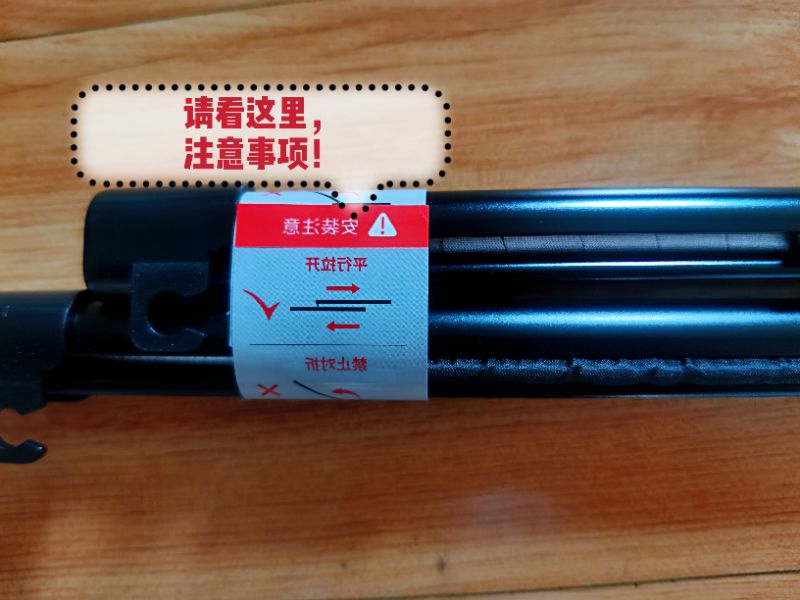 请看这里，
注意事项！
安装注意
平行拉开
禁止对折